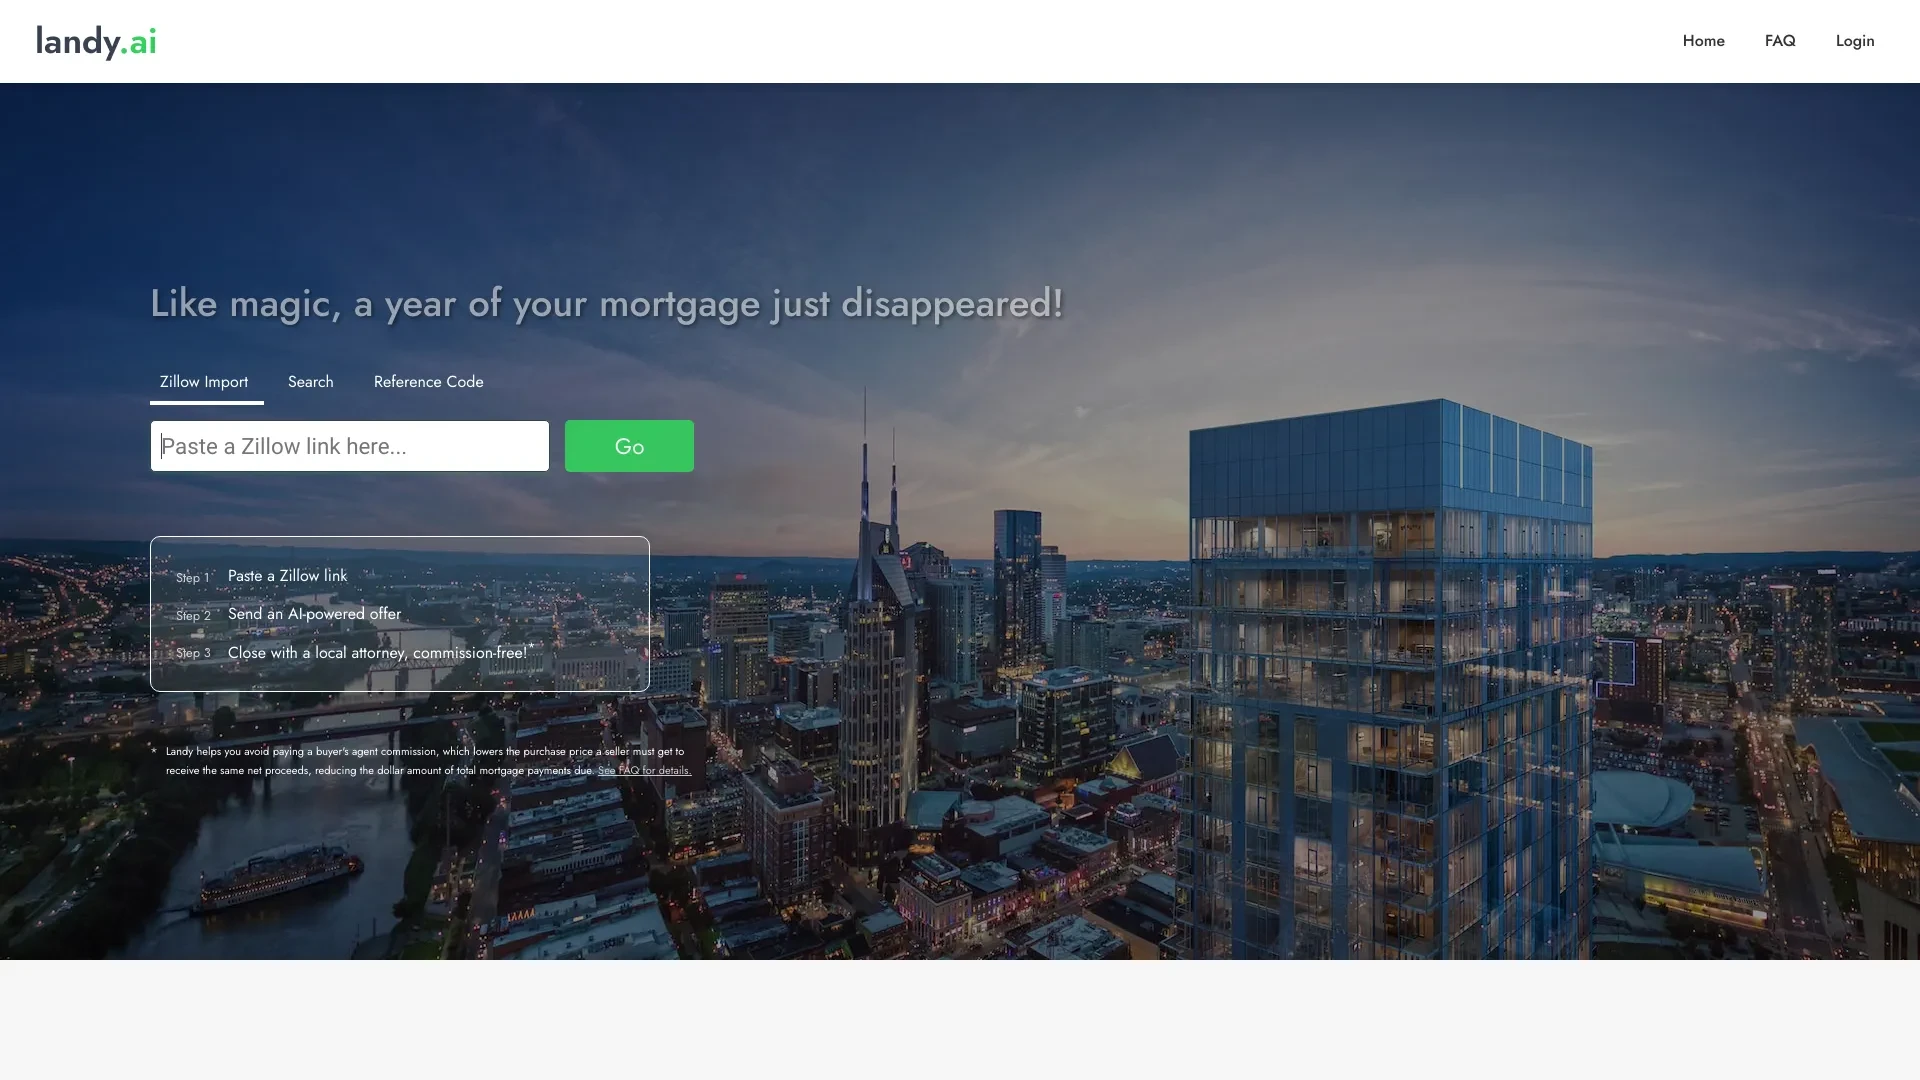 landy.ai
Home
FAQ
Login
Like magic, a year of your mortgage just disappeared!
Zillow Import
Search
Reference Code
Paste a Zillow link here...
Go
Step 1 Paste a Zillow link
Step 2 Send an AI-powered offer
Step 3 Close with a local attorney, commission-free!*
* Landy helps you avoid paying a buyer's agent commission, which lowers the purchase price a seller must get to
receive the same net proceeds, reducing the dollar amount of total mortgage payments due. See FAQ for details.